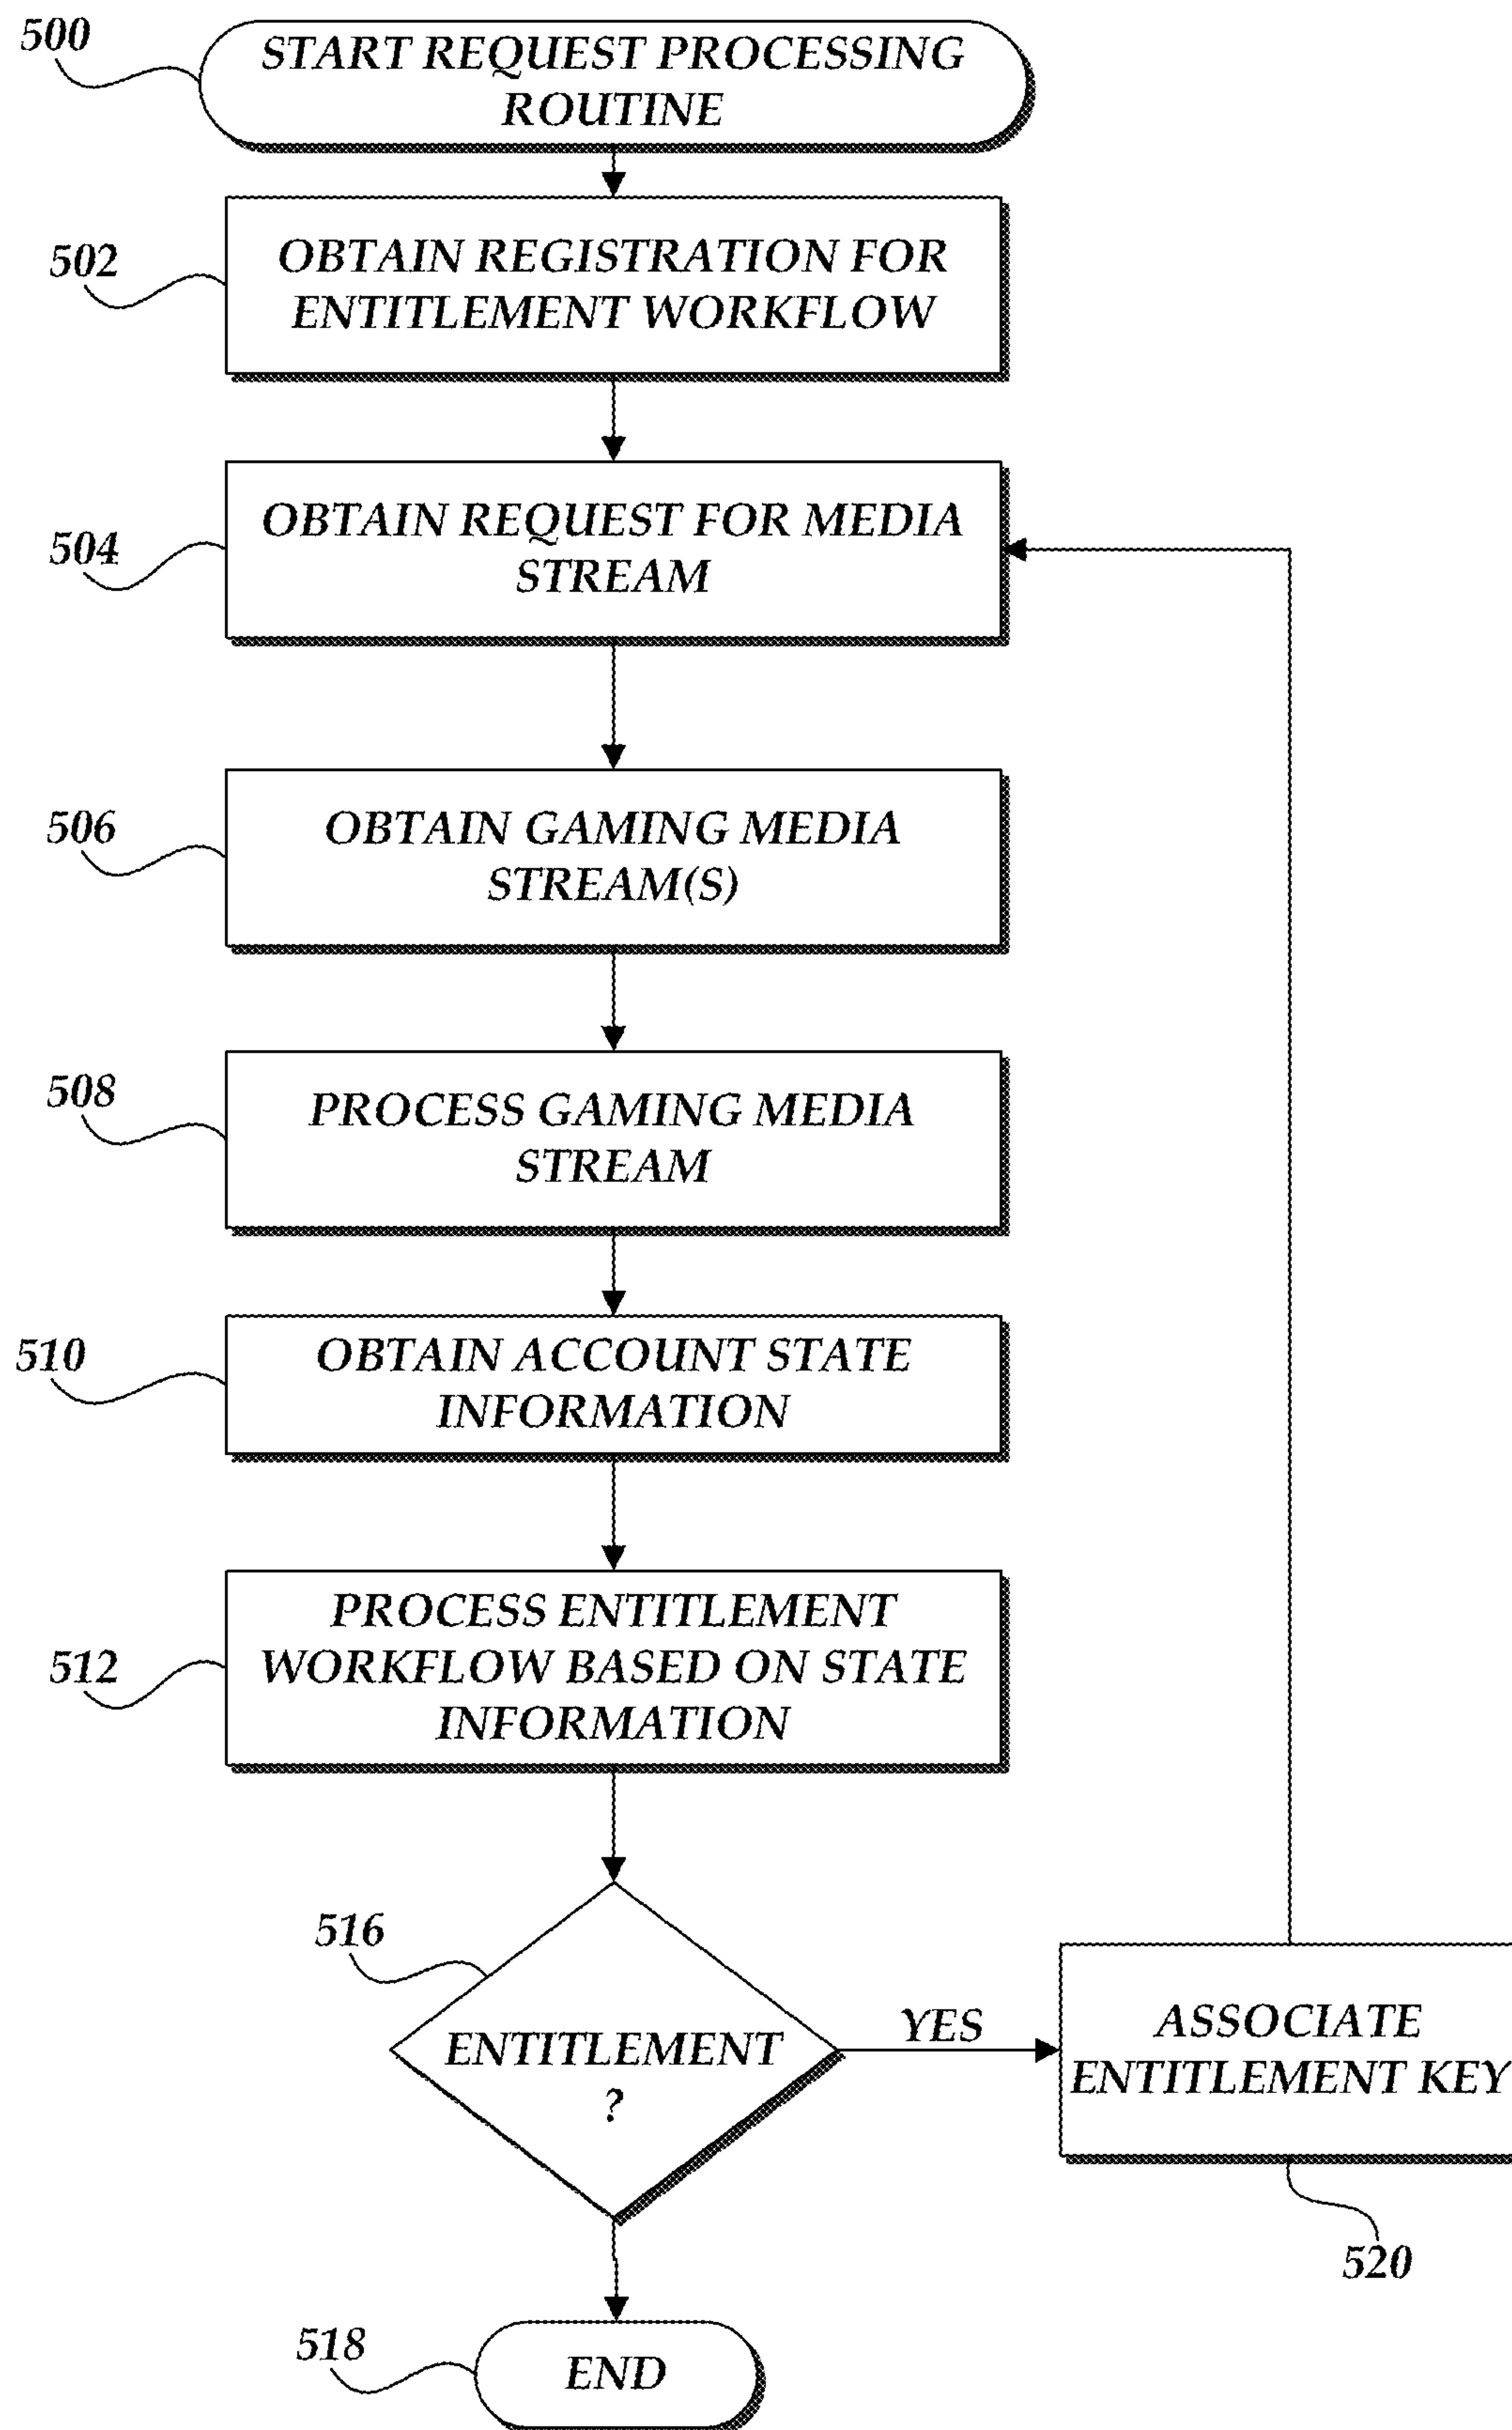 500
START REQUEST PROCESSING
ROUTINE
502
OBTAIN REGISTRATION FOR
ENTITLEMENT WORKFLOW
504
OBTAIN REQUEST FOR MEDIA
STREAM
506
OBTAIN GAMING MEDIA
STREAM(S)
508
PROCESS GAMING MEDIA
STREAM
510
OBTAIN ACCOUNT STATE
INFORMATION
512
PROCESS ENTITLEMENT
WORKFLOW BASED ON STATE
INFORMATION
516
ENTITLEMENT
?
YES
ASSOCIATE
ENTITLEMENT KEY
520
518
END